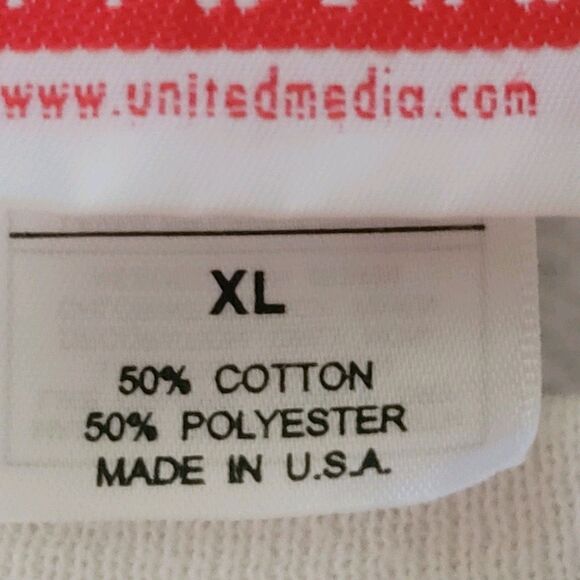 www.unitedmedia.com
XL
50% COTTON
50% POLYESTER
MADE IN U.S.A.